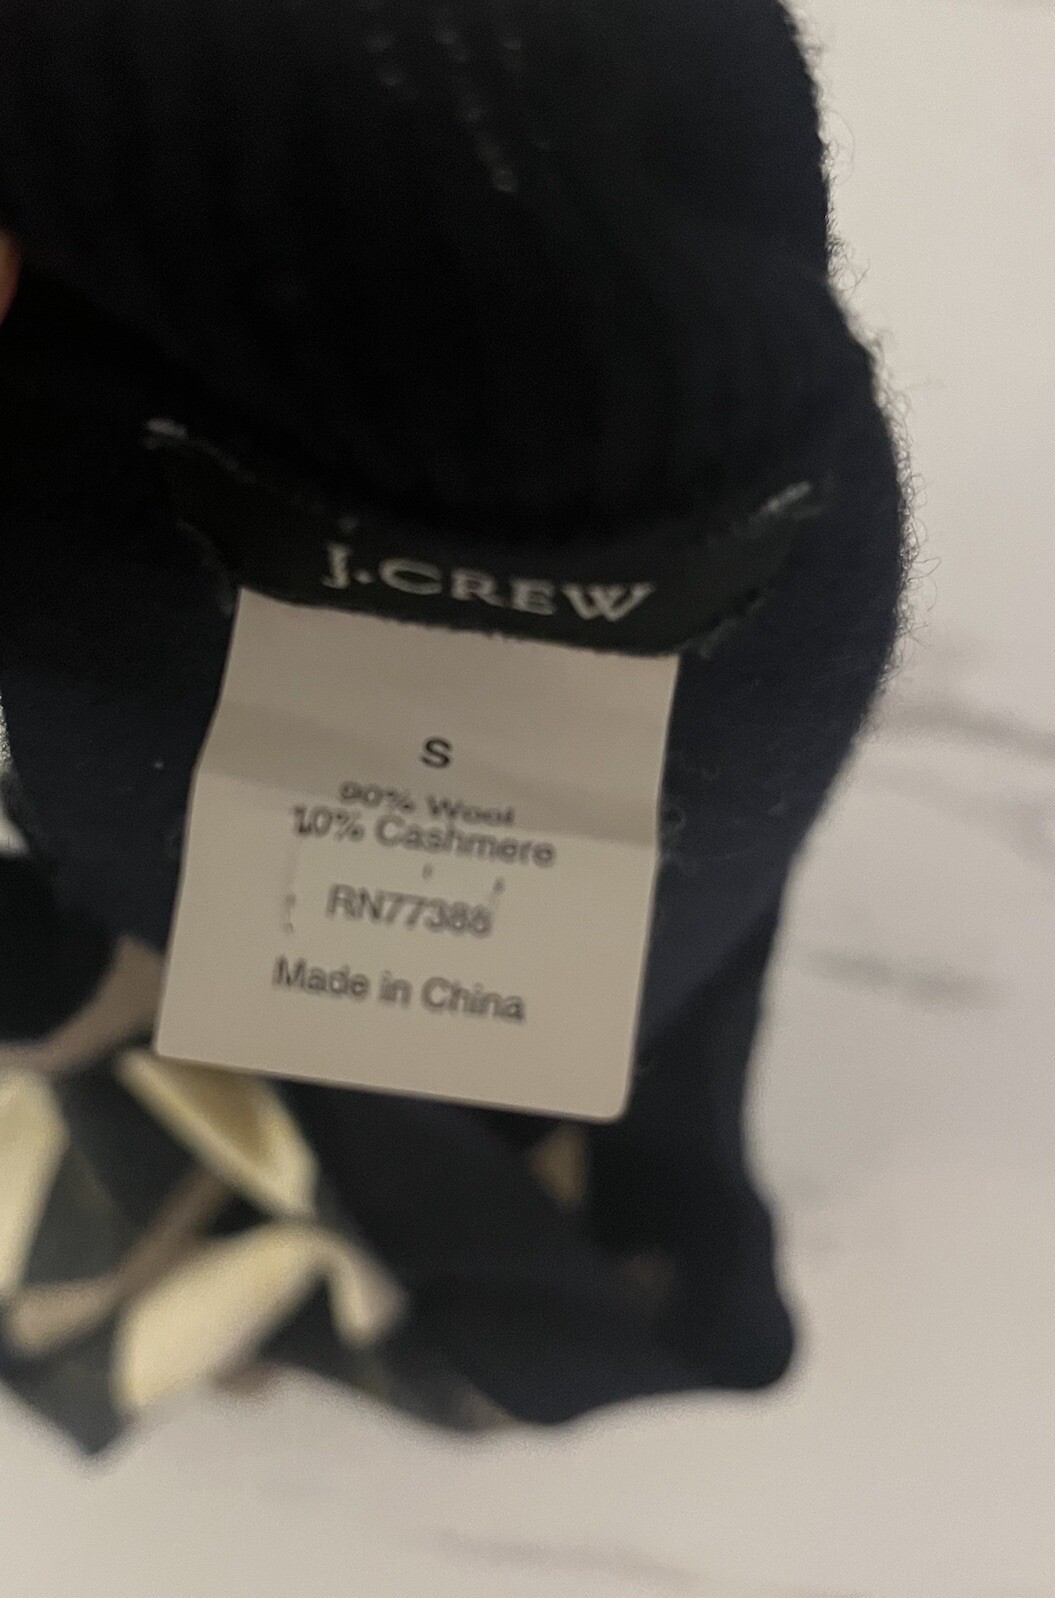 J.CREW
S
90% Wool
10% Cashmere
RN77388
Made in China